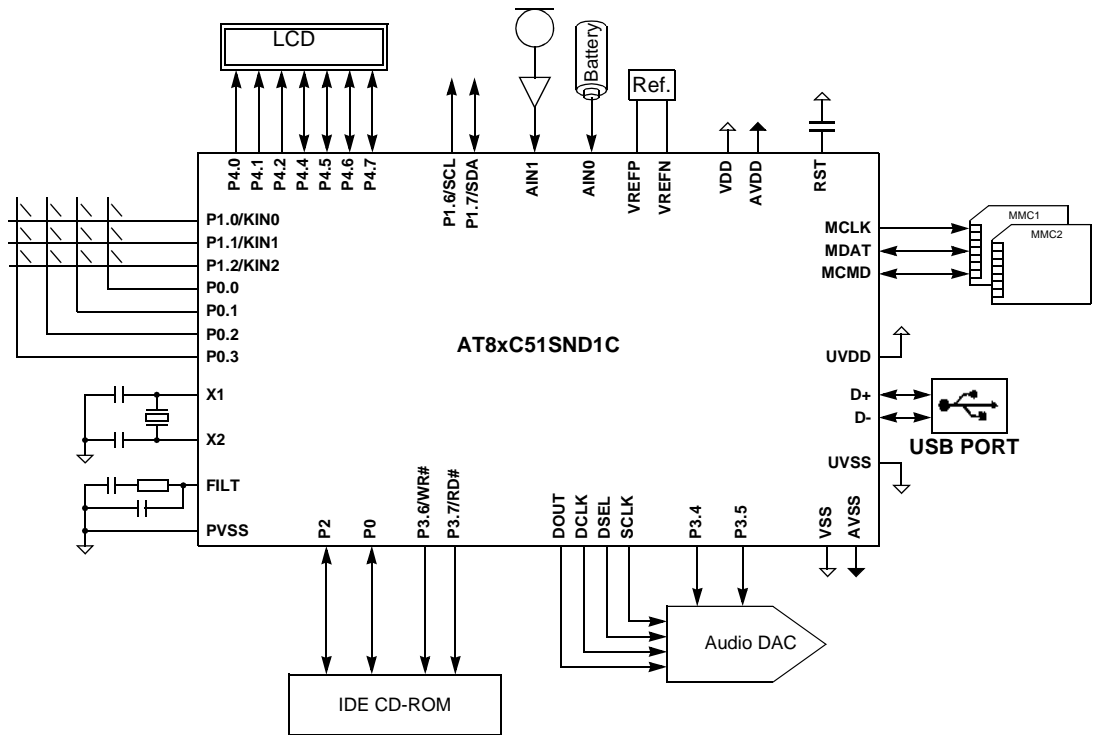 LCD
Battery
Ref.
P4.0
P4.1
P4.2
P4.4
P4.5
P4.6
P4.7
P1.6/SCL
P1.7/SDA
AIN1
AIN0
VREFP
VREFN
VDD
AVDD
RST
P1.0/KIN0
P1.1/KIN1
P1.2/KIN2
P0.0
P0.1
P0.2
P0.3
X1
X2
FILT
PVSS
AT8xC51SND1C
MCLK
MDAT
MCMD
MMC1
MMC2
UVDD
D+
D-
USB PORT
UVSS
P2
P0
P3.6/WR#
P3.7/RD#
DOUT
DCLK
DSEL
SCLK
P3.4
P3.5
VSS
AVSS
Audio DAC
IDE CD-ROM